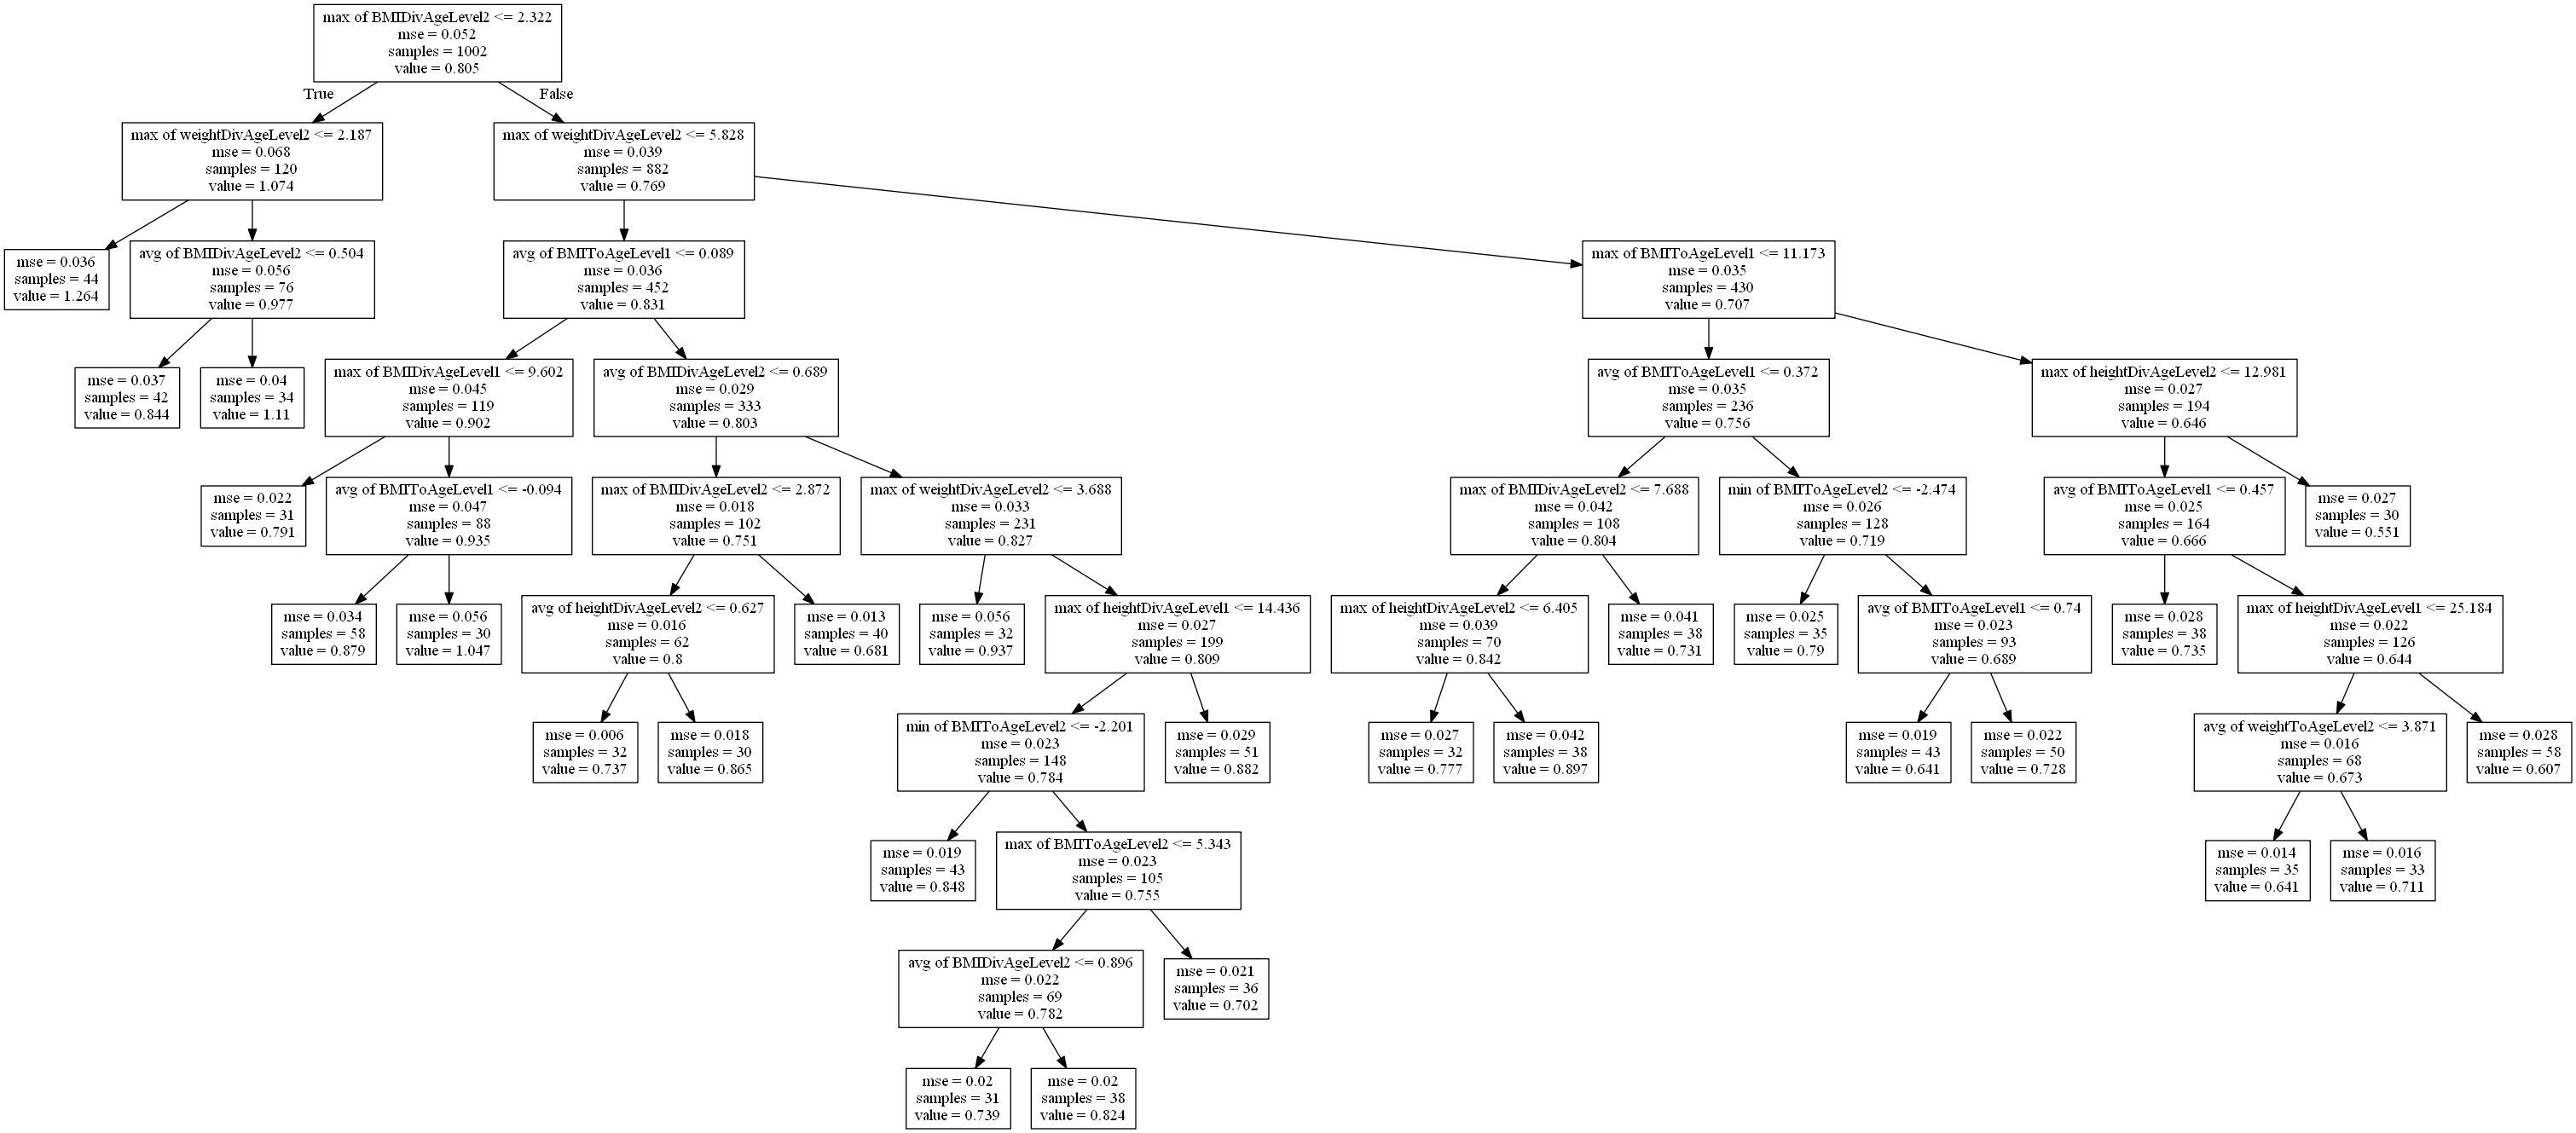 max of BMIDivAgeLevel2 <= 2.322
mse = 0.052
samples = 1002
value = 0.805
True
False
max of weightDivAgeLevel2 <= 2.187
mse = 0.068
samples = 120
value = 1.074
max of weightDivAgeLevel2 <= 5.828
mse = 0.039
samples = 882
value = 0.769
mse = 0.036
samples = 44
value = 1.264
avg of BMIDivAgeLevel2 <= 0.504
mse = 0.056
samples = 76
value = 0.977
avg of BMIToAgeLevel1 <= 0.089
mse = 0.036
samples = 452
value = 0.831
max of BMIToAgeLevel1 <= 11.173
mse = 0.035
samples = 430
value = 0.707
mse = 0.037
samples = 42
value = 0.844
mse = 0.04
samples = 34
value = 1.11
max of BMIDivAgeLevel1 <= 9.602
mse = 0.045
samples = 119
value = 0.902
avg of BMIDivAgeLevel2 <= 0.689
mse = 0.029
samples = 333
value = 0.803
avg of BMIToAgeLevel1 <= 0.372
mse = 0.035
samples = 236
value = 0.756
max of heightDivAgeLevel2 <= 12.981
mse = 0.027
samples = 194
value = 0.646
mse = 0.022
samples = 31
value = 0.791
avg of BMIToAgeLevel1 <= -0.094
mse = 0.047
samples = 88
value = 0.935
max of BMIDivAgeLevel2 <= 2.872
mse = 0.018
samples = 102
value = 0.751
max of weightDivAgeLevel2 <= 3.688
mse = 0.033
samples = 231
value = 0.827
max of BMIDivAgeLevel2 <= 7.688
mse = 0.042
samples = 108
value = 0.804
min of BMIToAgeLevel2 <= -2.474
mse = 0.026
samples = 128
value = 0.719
avg of BMIToAgeLevel1 <= 0.457
mse = 0.025
samples = 164
value = 0.666
mse = 0.027
samples = 30
value = 0.551
mse = 0.034
samples = 58
value = 0.879
mse = 0.056
samples = 30
value = 1.047
avg of heightDivAgeLevel2 <= 0.627
mse = 0.016
samples = 62
value = 0.8
mse = 0.013
samples = 40
value = 0.681
mse = 0.056
samples = 32
value = 0.937
max of heightDivAgeLevel1 <= 14.436
mse = 0.027
samples = 199
value = 0.809
max of heightDivAgeLevel2 <= 6.405
mse = 0.039
samples = 70
value = 0.842
mse = 0.041
samples = 38
value = 0.731
mse = 0.025
samples = 35
value = 0.79
avg of BMIToAgeLevel1 <= 0.74
mse = 0.023
samples = 93
value = 0.689
mse = 0.028
samples = 38
value = 0.735
max of heightDivAgeLevel1 <= 25.184
mse = 0.022
samples = 126
value = 0.644
mse = 0.006
samples = 32
value = 0.737
mse = 0.018
samples = 30
value = 0.865
min of BMIToAgeLevel2 <= -2.201
mse = 0.023
samples = 148
value = 0.784
mse = 0.029
samples = 51
value = 0.882
mse = 0.027
samples = 32
value = 0.777
mse = 0.042
samples = 38
value = 0.897
mse = 0.019
samples = 43
value = 0.641
mse = 0.022
samples = 50
value = 0.728
avg of weightToAgeLevel2 <= 3.871
mse = 0.016
samples = 68
value = 0.673
mse = 0.028
samples = 58
value = 0.607
mse = 0.019
samples = 43
value = 0.848
max of BMIToAgeLevel2 <= 5.343
mse = 0.023
samples = 105
value = 0.755
mse = 0.014
samples = 35
value = 0.641
mse = 0.016
samples = 33
value = 0.711
avg of BMIDivAgeLevel2 <= 0.896
mse = 0.022
samples = 69
value = 0.782
mse = 0.021
samples = 36
value = 0.702
mse = 0.02
samples = 31
value = 0.739
mse = 0.02
samples = 38
value = 0.824